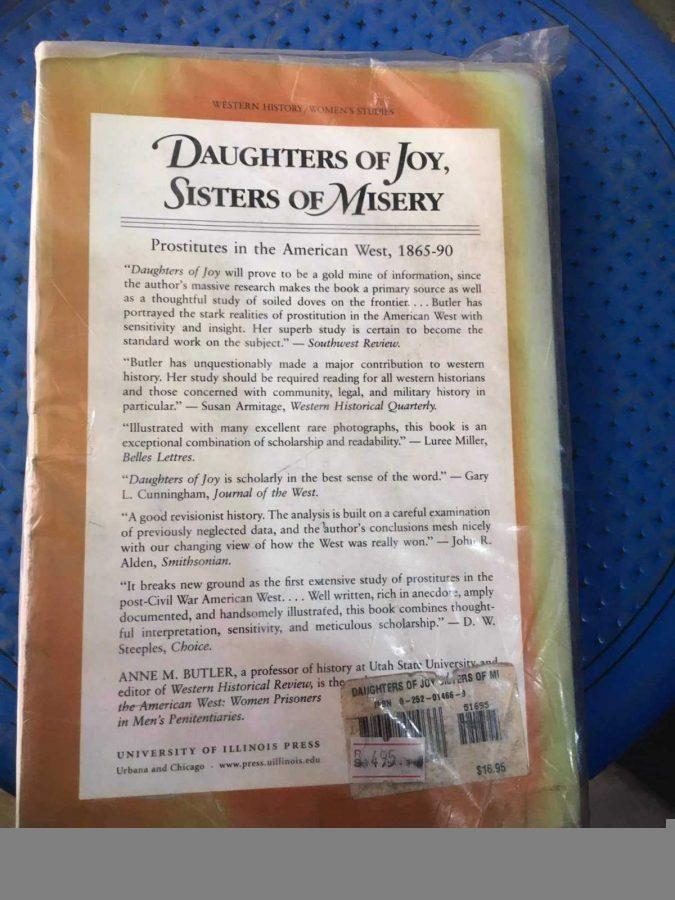 WESTERN HISTORY/WOMEN'S STUDIES
DAUGHTERS OF JOY,
SISTERS OF MISERY
Prostitutes in the American West, 1865-90
"Daughters of Joy will prove to be a gold mine of information, since
the author's massive research makes the book a primary source as well
as a thoughtful study of soiled doves on the frontier. . . . Butler has
portrayed the stark realities of prostitution in the American West with
sensitivity and insight. Her superb study is certain to become the
standard work on the subject." — Southwest Review.
"Butler has unquestionably made a major contribution to western
history. Her study should be required reading for all western historians
and those concerned with community, legal, and military history in
particular." — Susan Armitage, Western Historical Quarterly.
"Illustrated with many excellent rare photographs, this book is an
exceptional combination of scholarship and readability." — Luree Miller,
Belles Lettres.
"Daughters of Joy is scholarly in the best sense of the word." — Gary
L. Cunningham, Journal of the West.
"A good revisionist history. The analysis is built on a careful examination
of previously neglected data, and the author's conclusions mesh nicely
with our changing view of how the West was really won." — John R.
Alden, Smithsonian.
"It breaks new ground as the first extensive study of prostitutes in the
post-Civil War American West. . . . Well written, rich in anecdote, amply
documented, and handsomely illustrated, this book combines thought-
ful interpretation, sensitivity, and meticulous scholarship." — D. W.
Steeples, Choice.
ANNE M. BUTLER, a professor of history at Utah State University and
editor of Western Historical Review, is the
the American West: Women Prisoners
in Men's Penitentiaries.
UNIVERSITY OF ILLINOIS PRESS
Urbana and Chicago · www.press.uillinois.edu
DAUGHTERS OF JOY SISTERS OF MI
ISBN 0-252-01466-9
51695
495
$16.95